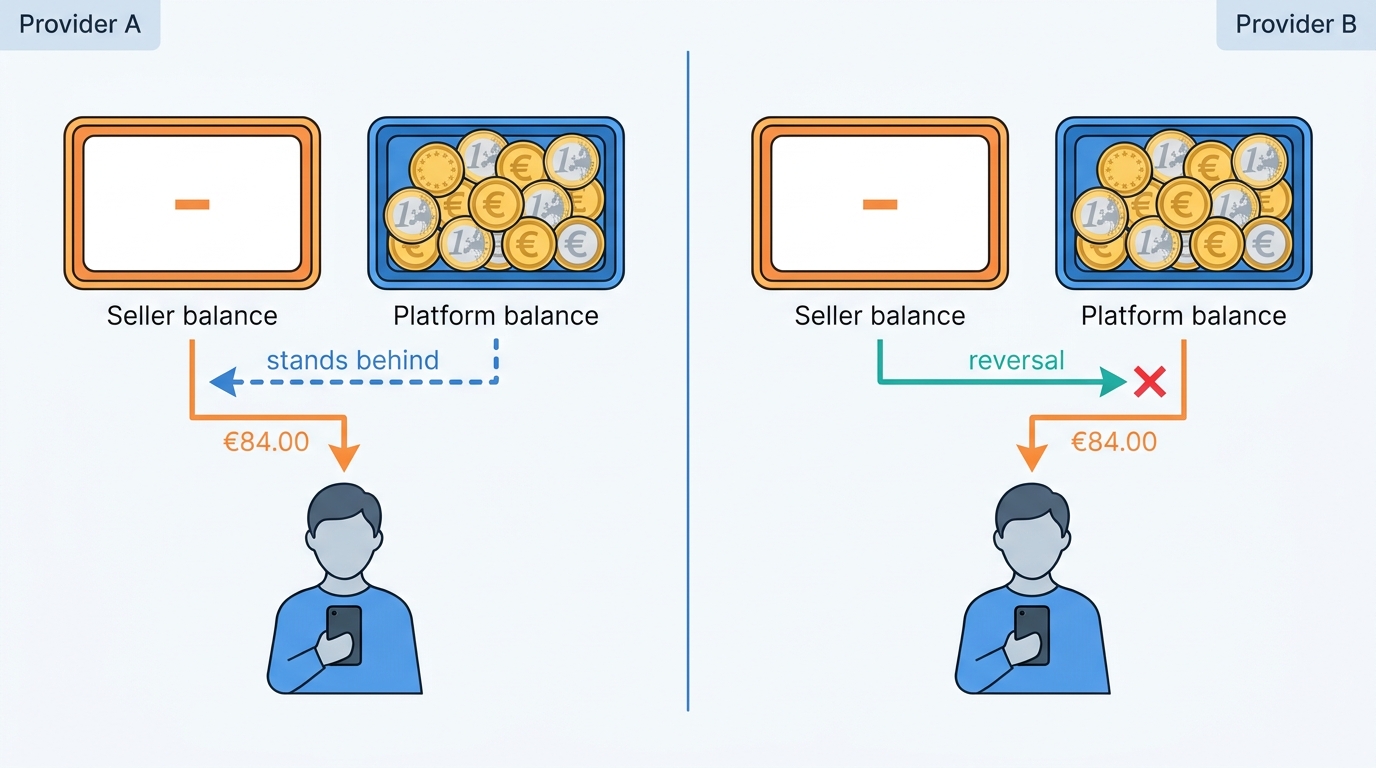 Provider A
Provider B
Seller balance
Platform balance
stands behind
€84.00
Seller balance
Platform balance
reversal
€84.00